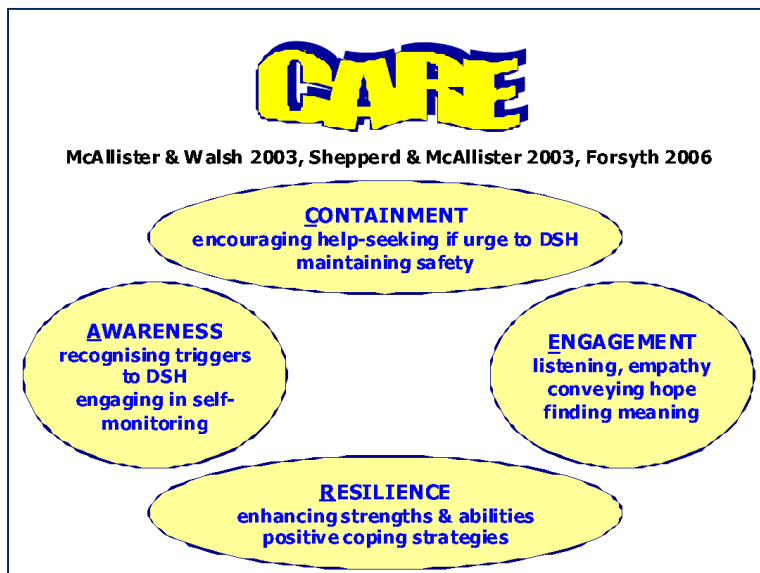 CARE
McAllister & Walsh 2003, Shepperd & McAllister 2003, Forsyth 2006
CONTAINMENT
encouraging help-seeking if urge to DSH
maintaining safety
AWARENESS
recognising triggers
to DSH
engaging in self-
monitoring
ENGAGEMENT
listening, empathy
conveying hope
finding meaning
RESILIENCE
enhancing strengths & abilities
positive coping strategies